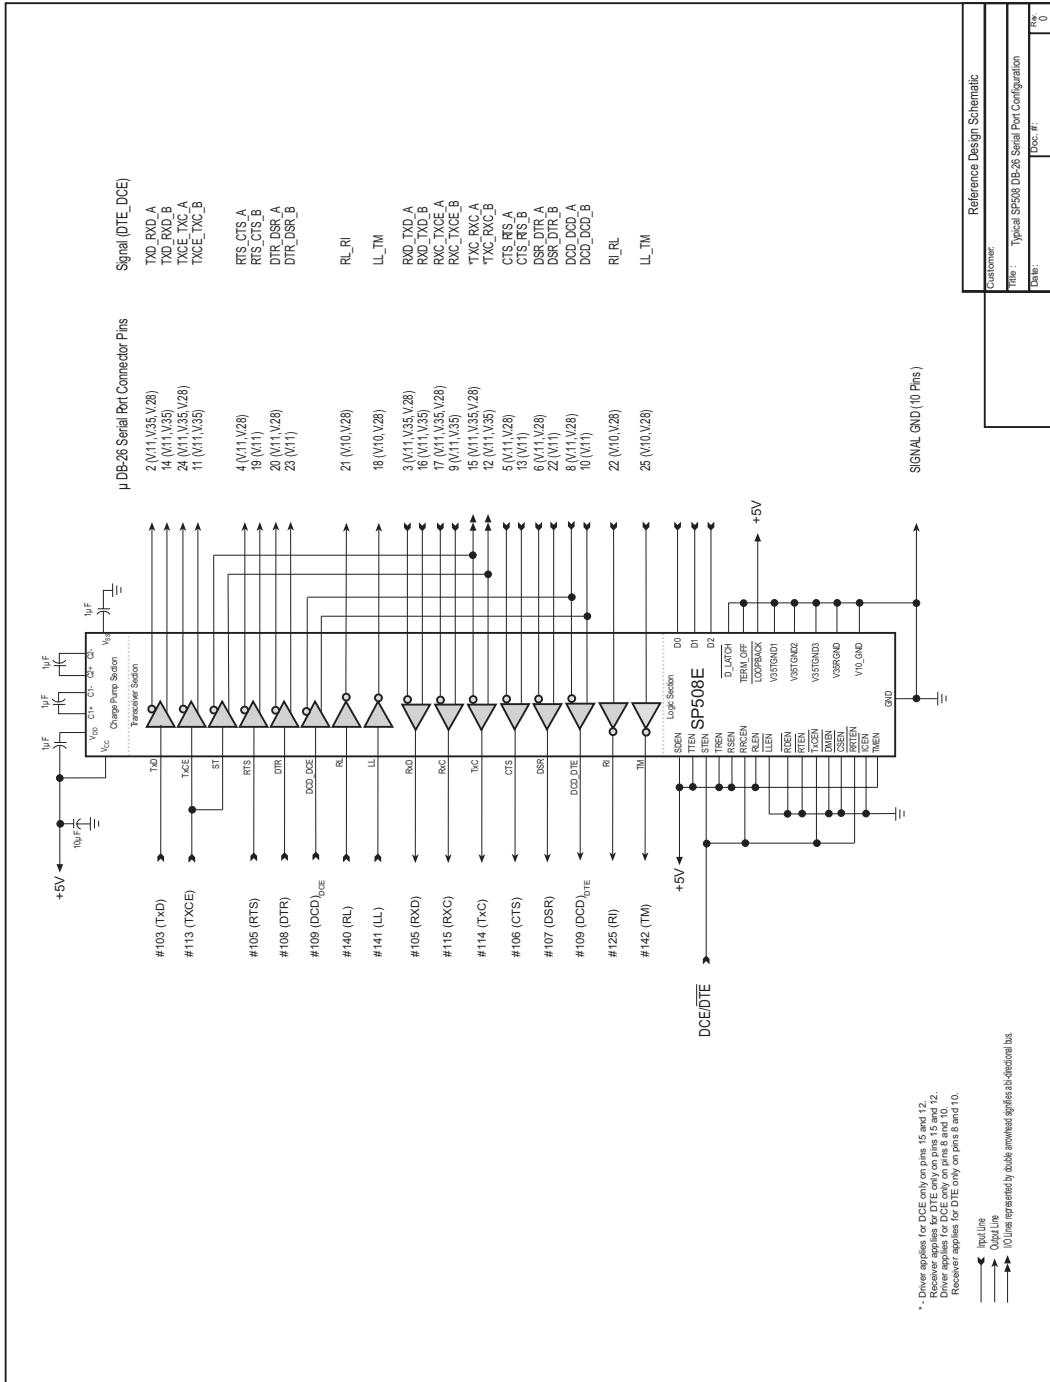 Reference Design Schematic
Customer:
Title : Typical SP508 DB-26 Serial Port Configuration
Date:
Doc. #:
Rev.
0
µ DB-26 Serial Port Connector Pins
Signal (DTE_DCE)
2 (V.11,V.35,V.28) TXD_RXD_A
14 (V.11,V.35) TXD_RXD_B
24 (V.11,V.35,V.28) TXCE_TXC_A
11 (V.11,V.35) TXCE_TXC_B
4 (V.11,V.28) RTS_CTS_A
19 (V.11) RTS_CTS_B
20 (V.11,V.28) DTR_DSR_A
23 (V.11) DTR_DSR_B
21 (V.10,V.28) RL_RI
18 (V.10,V.28) LL_TM
3 (V.11,V.35,V.28) RXD_TXD_A
16 (V.11,V.35) RXD_TXD_B
17 (V.11,V.35,V.28) RXC_TXCE_A
9 (V.11,V.35) RXC_TXCE_B
15 (V.11,V.35,V.28) *TXC_RXC_A
12 (V.11,V.35) *TXC_RXC_B
5 (V.11,V.28) CTS_RTS_A
13 (V.11) CTS_RTS_B
6 (V.11,V.28) DSR_DTR_A
22 (V.11) DSR_DTR_B
8 (V.11,V.28) DCD_DCD_A
10 (V.11) DCD_DCD_B
22 (V.10,V.28) RI_RL
25 (V.10,V.28) LL_TM
SIGNAL GND (10 Pins )
+5V
1µF
1µF
1µF
1µF
10µF
+5V
VCC
VDD
C1+
C1-
C2+
C2-
VSS
Charge Pump Section
Transceiver Section
TxD
TxCE
ST
RTS
DTR
DCD_DCE
RL
LL
RxD
RxC
TxC
CTS
DSR
DCD_DTE
RI
TM
#103 (TxD)
#113 (TXCE)
#105 (RTS)
#108 (DTR)
#109 (DCD)DCE
#140 (RL)
#141 (LL)
#105 (RXD)
#115 (RXC)
#114 (TxC)
#106 (CTS)
#107 (DSR)
#109 (DCD)DTE
#125 (RI)
#142 (TM)
Logic Section
SP508E
D0
D1
D2
D_LATCH
TERM_OFF
LOOPBACK
V35TGND1
V35TGND2
V35TGND3
V35RGND
V10_GND
GND
SDEN
TTEN
STEN
TREN
RSEN
RRCEN
RLEN
LLEN
RDEN
RTEN
TxCEN
DMEN
CSEN
RRTEN
ICEN
TMEN
+5V
DCE/DTE
* - Driver applies for DCE only on pins 15 and 12.
Receiver applies for DTE only on pins 15 and 12.
Driver applies for DCE only on pins 8 and 10.
Receiver applies for DTE only on pins 8 and 10.
Input Line
Output Line
I/O Lines represented by double arrowhead signifies a bi-directional bus.